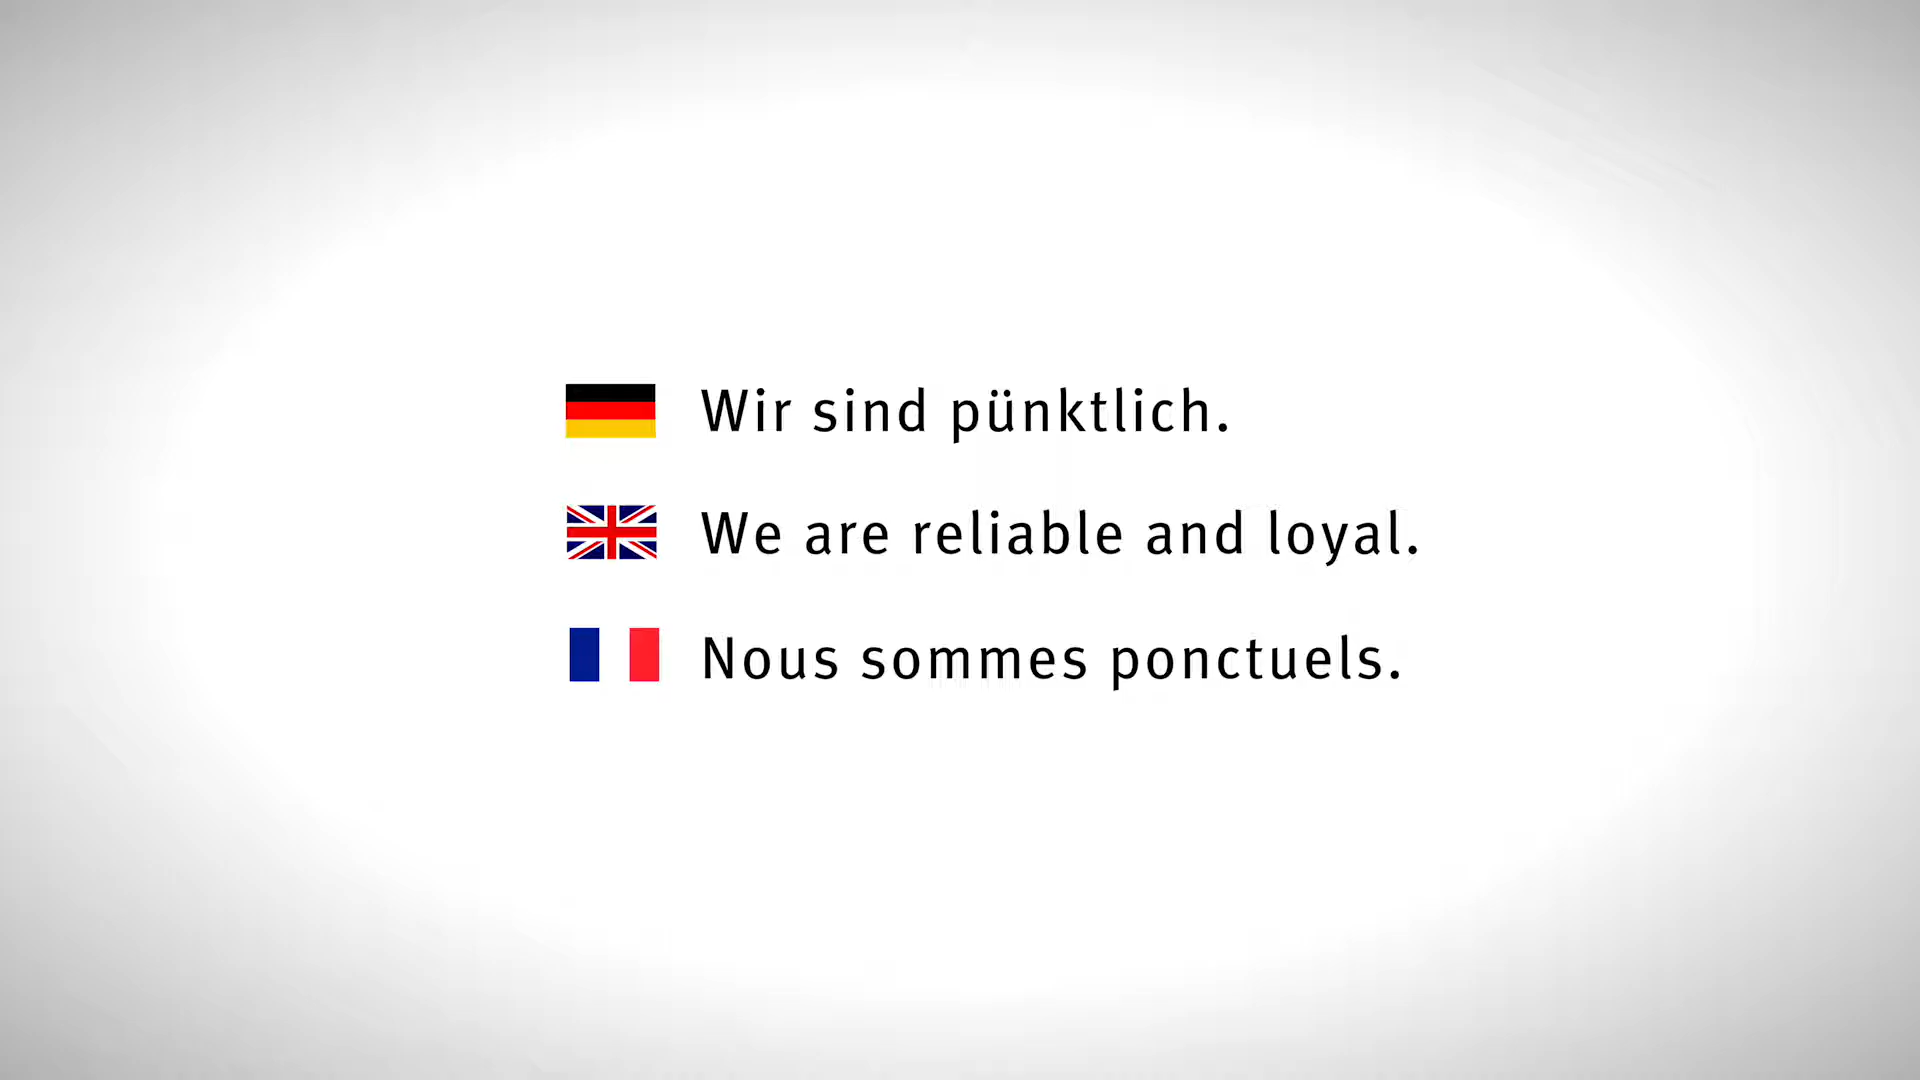 Wir sind pünktlich.
We are reliable and loyal.
Nous sommes ponctuels.